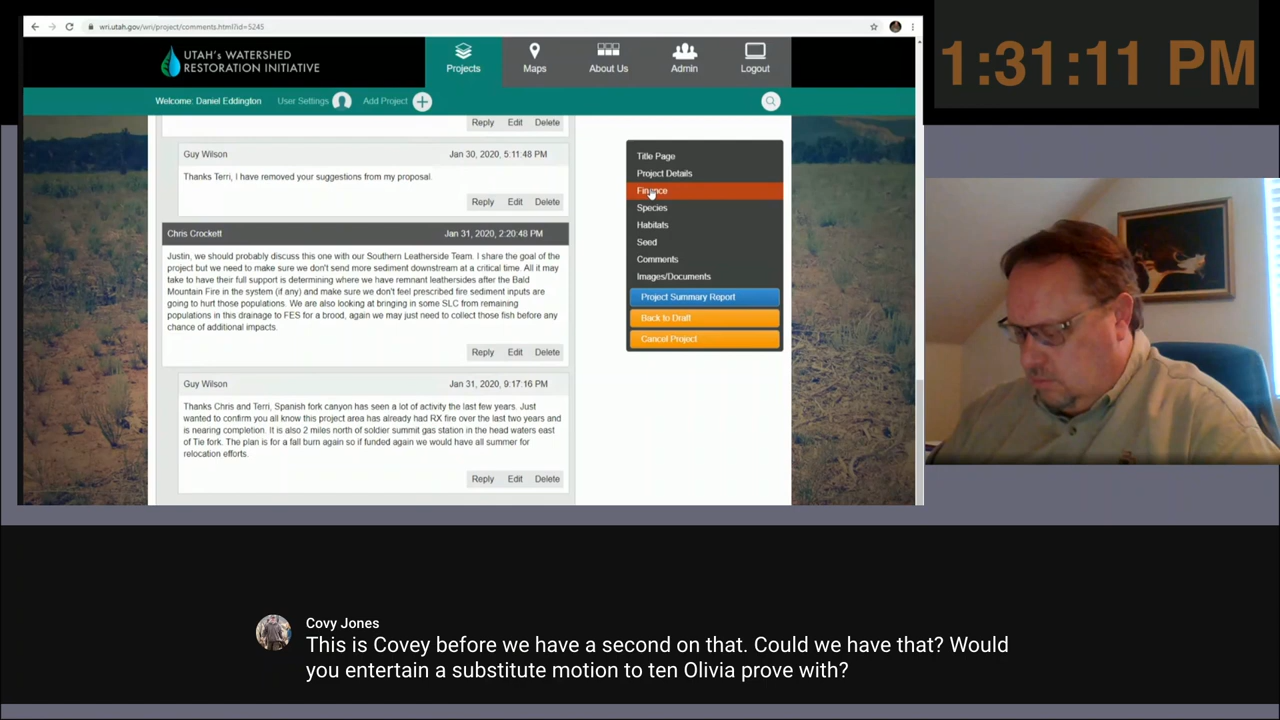 wri.utah.gov/wri/project/comments.html?id=5245
1:31:11 PM
UTAH'S WATERSHED
RESTORATION INITIATIVE
Projects
Maps
About Us
Admin
Logout
Welcome: Daniel Eddington
User Settings
Add Project
Reply Edit Delete
Guy Wilson Jan 30, 2020, 5:11:48 PM
Thanks Terri, I have removed your suggestions from my proposal.
Reply Edit Delete
Chris Crockett Jan 31, 2020, 2:20:48 PM
Justin, we should probably discuss this one with our Southern Leatherside Team. I share the goal of the
project but we need to make sure we don't send more sediment downstream at a critical time. All it may
take to have their full support is determining where we have remnant leathersides after the Bald
Mountain Fire in the system (if any) and make sure we don't feel prescribed fire sediment inputs are
going to hurt those populations. We are also looking at bringing in some SLC from remaining
populations in this drainage to FES for a brood, again we may just need to collect those fish before any
chance of additional impacts.
Reply Edit Delete
Guy Wilson Jan 31, 2020, 9:17:16 PM
Thanks Chris and Terri, Spanish fork canyon has seen a lot of activity the last few years. Just
wanted to confirm you all know this project area has already had RX fire over the last two years and
is nearing completion. It is also 2 miles north of soldier summit gas station in the head waters east
of Tie fork. The plan is for a fall burn again so if funded again we would have all summer for
relocation efforts.
Reply Edit Delete
Title Page
Project Details
Finance
Species
Habitats
Seed
Comments
Images/Documents
Project Summary Report
Back to Draft
Cancel Project
Covy Jones
This is Covey before we have a second on that. Could we have that? Would
you entertain a substitute motion to ten Olivia prove with?